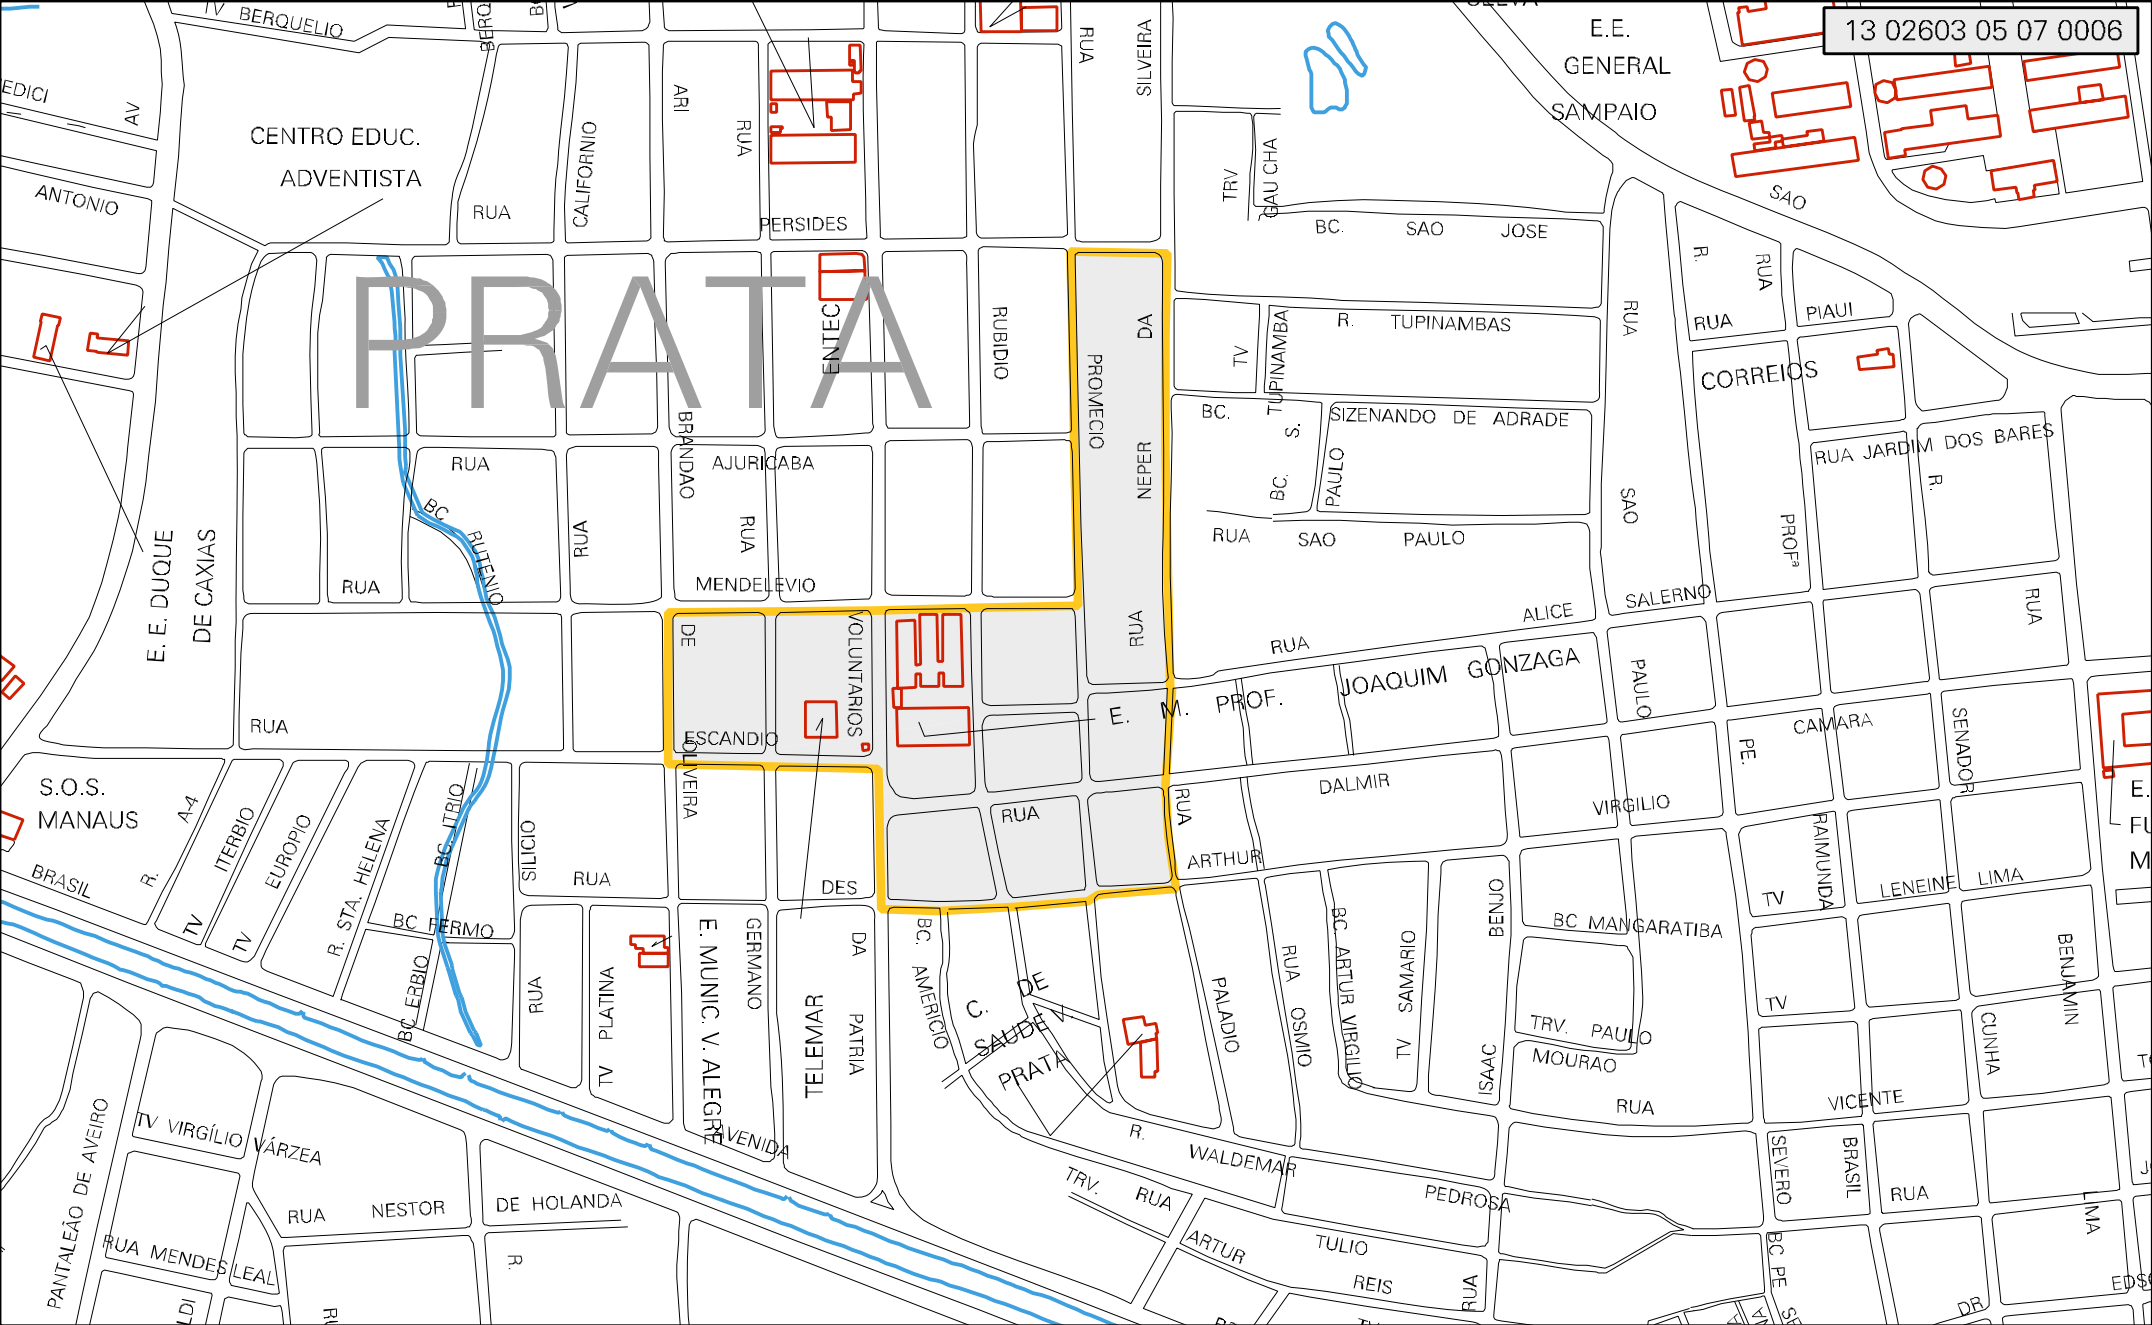 13 02603 05 07 0006
TV BERQUELIO
E.E.
GENERAL
SAMPAIO
EDICI
AV
CENTRO EDUC.
ADVENTISTA
ANTONIO
RUA
CALIFORNIO
ARI
RUA
PERSIDES
RUA
SILVEIRA
TRV
GAU CHA
BC. SAO JOSE
SAO
PRATA
ENTEC
RUBIDIO
PROMECIO
DA
NEPER
RUA
TV
TUPINAMBA
R. TUPINAMBAS
RUA
SAO
PAULO
R.
RUA
RUA PIAUI
CORREIOS
BC.
S.
BC.
PAULO
SIZENANDO DE ADRADE
RUA JARDIM DOS BARES
R.
PROFª
RUA SAO PAULO
BRANDAO
RUA
AJURICABA
RUA
RUA
BC
RUTENIO
RUA
MENDELEVIO
E. E. DUQUE
DE CAXIAS
RUA ALICE SALERNO
RUA
DE
VOLUNTARIOS
ESCANDIO
OLIVEIRA
RUA
E. M. PROF. JOAQUIM GONZAGA
CAMARA
PE.
SENADOR
S.O.S.
MANAUS
BRASIL
R. A-4
TV ITERBIO
TV EUROPIO
R. STA. HELENA
BC. ITRIO
SILICIO
RUA
DES
RUA
RUA
ARTHUR
DALMIR
VIRGILIO
RAIMUNDA
TV
LENEINE LIMA
E.
FU
M
BC FERMO
BC ERBIO
RUA
TV PLATINA
E. MUNIC. V. ALEGRE
GERMANO
TELEMAR
DA
PATRIA
BC. AMERICIO
C. DE
SAUDE V
PRATA
PALADIO
RUA
OSMIO
BC ARTUR VIRGILIO
TV SAMARIO
BENJO
ISAAC
BC MANGARATIBA
TV
TRV. PAULO
MOURAO
BENJAMIN
CUNHA
RUA
VICENTE
AVENIDA
TV VIRGÍLIO VÁRZEA
PANTALEÃO DE AVEIRO
RUA NESTOR DE HOLANDA
RUA MENDES LEAL
R.
R.
WALDEMAR
PEDROSA
TRV. RUA
ARTUR
TULIO
REIS
RUA
SEVERO
BRASIL
RUA
LIMA
BC PE
DR